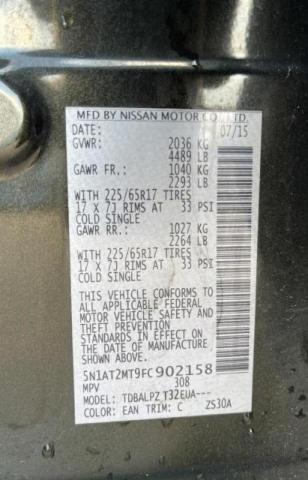 MFD BY NISSAN MOTOR CO., LTD.
DATE: 07/15
GVWR: 2036 KG
4489 LB
GAWR FR.: 1040 KG
2293 LB
WITH 225/65R17 TIRES
17 X 7J RIMS AT 33 PSI
COLD SINGLE
GAWR RR.: 1027 KG
2264 LB
WITH 225/65R17 TIRES
17 X 7J RIMS AT 33 PSI
COLD SINGLE
THIS VEHICLE CONFORMS TO
ALL APPLICABLE FEDERAL
MOTOR VEHICLE SAFETY
STANDARDS IN EFFECT ON
THE DATE OF MANUFACTURE
SHOWN ABOVE.
5N1AT2MT9FC902158
MPV 308
MODEL: TDBALPZ T32EUA---
COLOR: EAN TRIM: C ZS30A